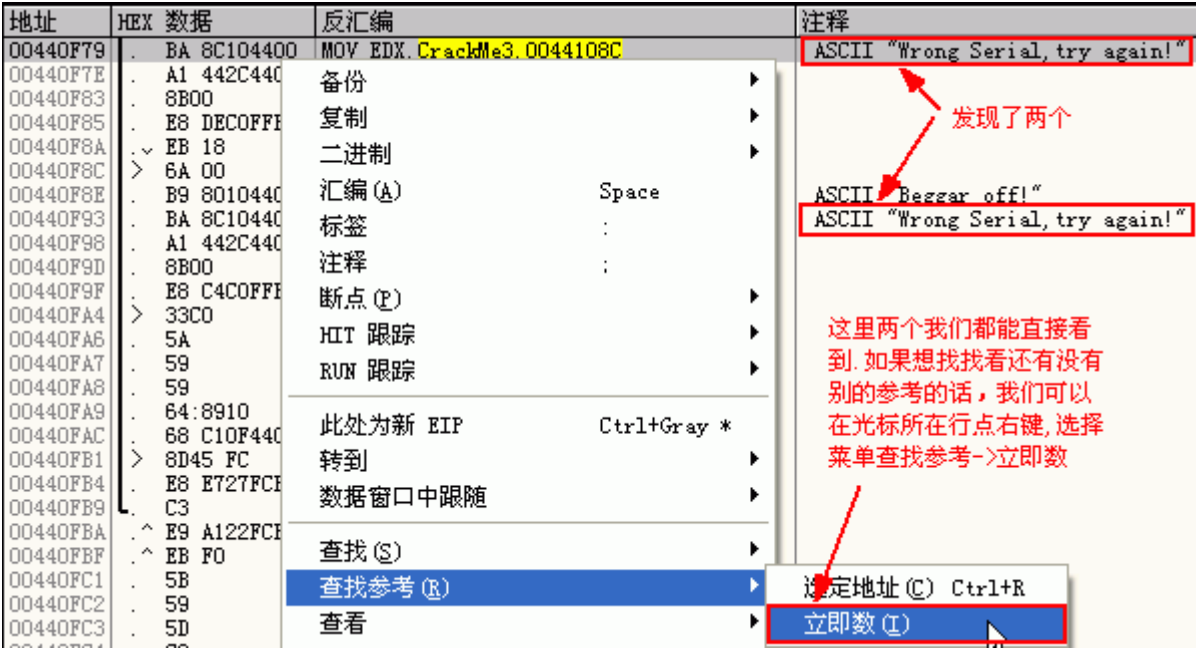 地址 HEX 数据 反汇编 注释
00440F79 . BA 8C104400 MOV EDX,CrackMe3.0044108C ASCII "Wrong Serial,try again!"
00440F7E . A1 442C440
00440F83 . 8B00
00440F85 . E8 DEC0FFF
00440F8A .⌄ EB 18
00440F8C > 6A 00
00440F8E . B9 8010440 ASCII "Beggar off!"
00440F93 . BA 8C10440 ASCII "Wrong Serial,try again!"
00440F98 . A1 442C440
00440F9D . 8B00
00440F9F . E8 C4C0FFF
00440FA4 > 33C0
00440FA6 . 5A
00440FA7 . 59
00440FA8 . 59
00440FA9 . 64:8910
00440FAC . 68 C10F440
00440FB1 > 8D45 FC
00440FB4 . E8 E727FCF
00440FB9 . C3
00440FBA .^ E9 A122FCF
00440FBF .^ EB F0
00440FC1 . 5B
00440FC2 . 59
00440FC3 . 5D
备份
复制
二进制
汇编(A) Space
标签 :
注释 ;
断点(P)
HIT 跟踪
RUN 跟踪
此处为新 EIP Ctrl+Gray *
转到
数据窗口中跟随
查找(S)
查找参考(R)
查看
选定地址(C) Ctrl+R
立即数(I)
发现了两个
这里两个我们都能直接看
到.如果想找找看还有没有
别的参考的话，我们可以
在光标所在行点右键,选择
菜单查找参考->立即数